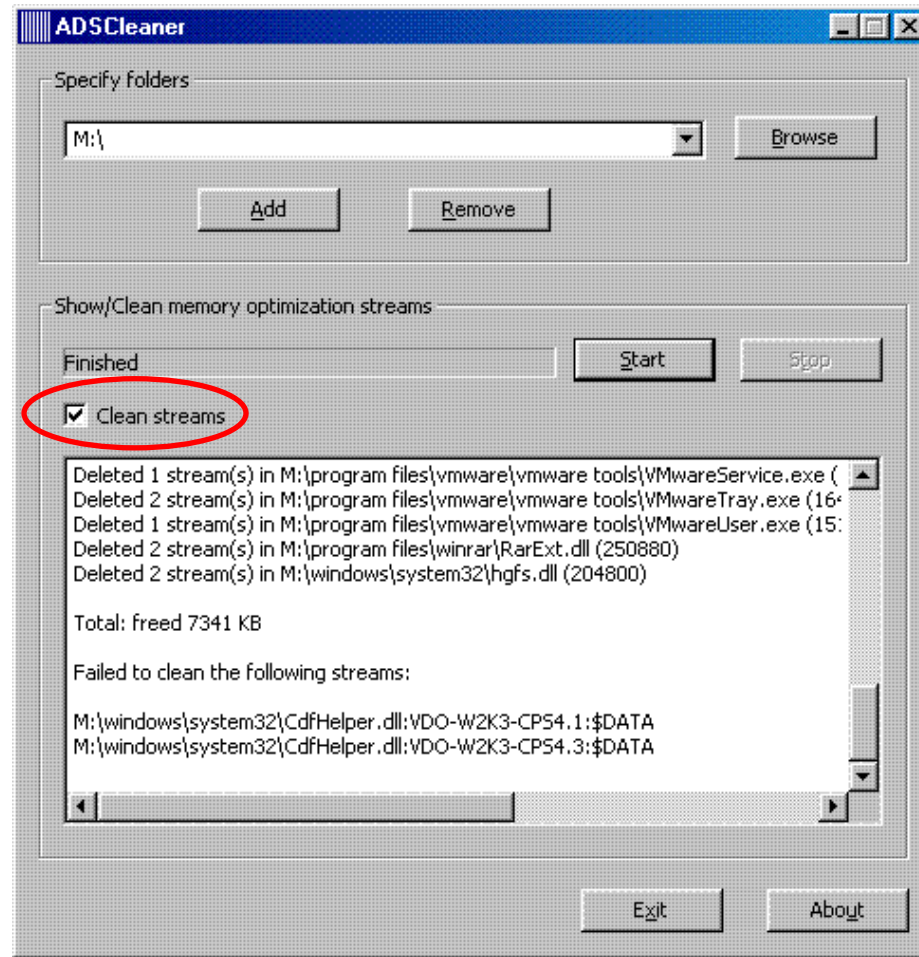 ADSCleaner
Specify folders
M:\
Browse
Add
Remove
Show/Clean memory optimization streams
Finished
Start
Stop
Clean streams
Deleted 1 stream(s) in M:\program files\vmware\vmware tools\VMwareService.exe (
Deleted 2 stream(s) in M:\program files\vmware\vmware tools\VMwareTray.exe (164
Deleted 1 stream(s) in M:\program files\vmware\vmware tools\VMwareUser.exe (151
Deleted 2 stream(s) in M:\program files\winrar\RarExt.dll (250880)
Deleted 2 stream(s) in M:\windows\system32\hgfs.dll (204800)
Total: freed 7341 KB
Failed to clean the following streams:
M:\windows\system32\CdfHelper.dll:VDO-W2K3-CPS4.1:$DATA
M:\windows\system32\CdfHelper.dll:VDO-W2K3-CPS4.3:$DATA
Exit
About